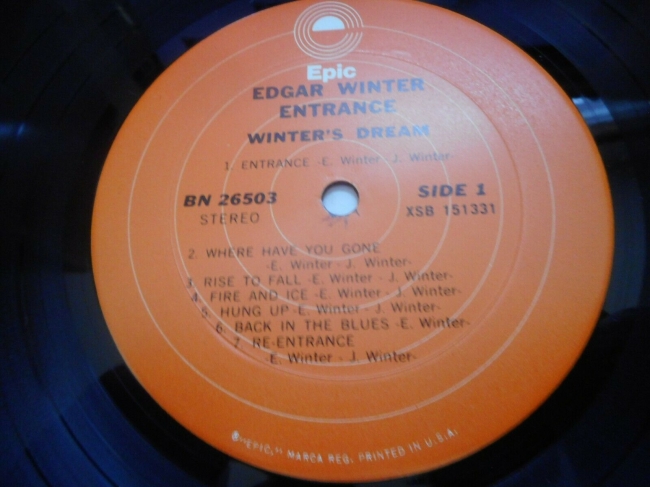 Epic
EDGAR WINTER
ENTRANCE
WINTER'S DREAM
1. ENTRANCE -E. Winter - J. Winter-
BN 26503
STEREO
SIDE 1
XSB 151331
2. WHERE HAVE YOU GONE
-E. Winter - J. Winter-
3. RISE TO FALL -E. Winter - J. Winter-
4. FIRE AND ICE -E. Winter - J. Winter-
5. HUNG UP -E. Winter - J. Winter-
6. BACK IN THE BLUES -E. Winter-
7. RE-ENTRANCE
-E. Winter - J. Winter-
® "EPIC," MARCA REG. PRINTED IN U.S.A.